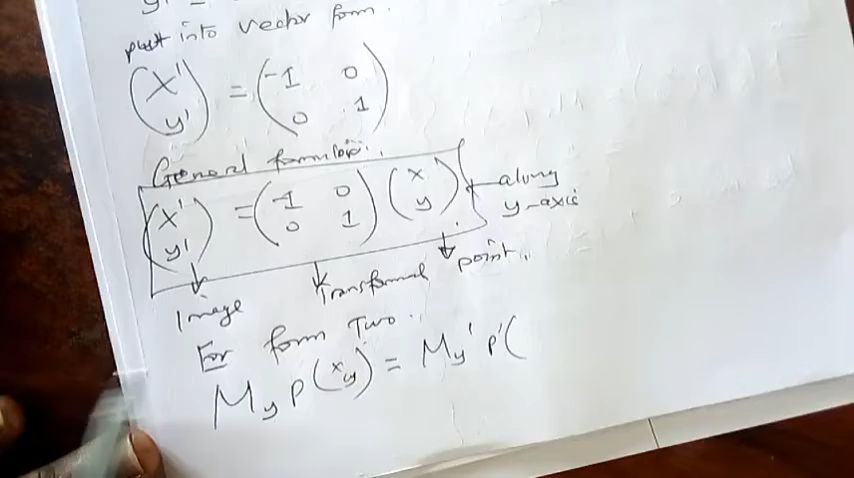 y' =
put into vector form.
(x' y') = (-1 0 0 1)
General formular.
(x' y') = (-1 0 0 1) (x y) ← along y-axis
Image Transformed point..
For form Two..
My P(x y) = My' P'(